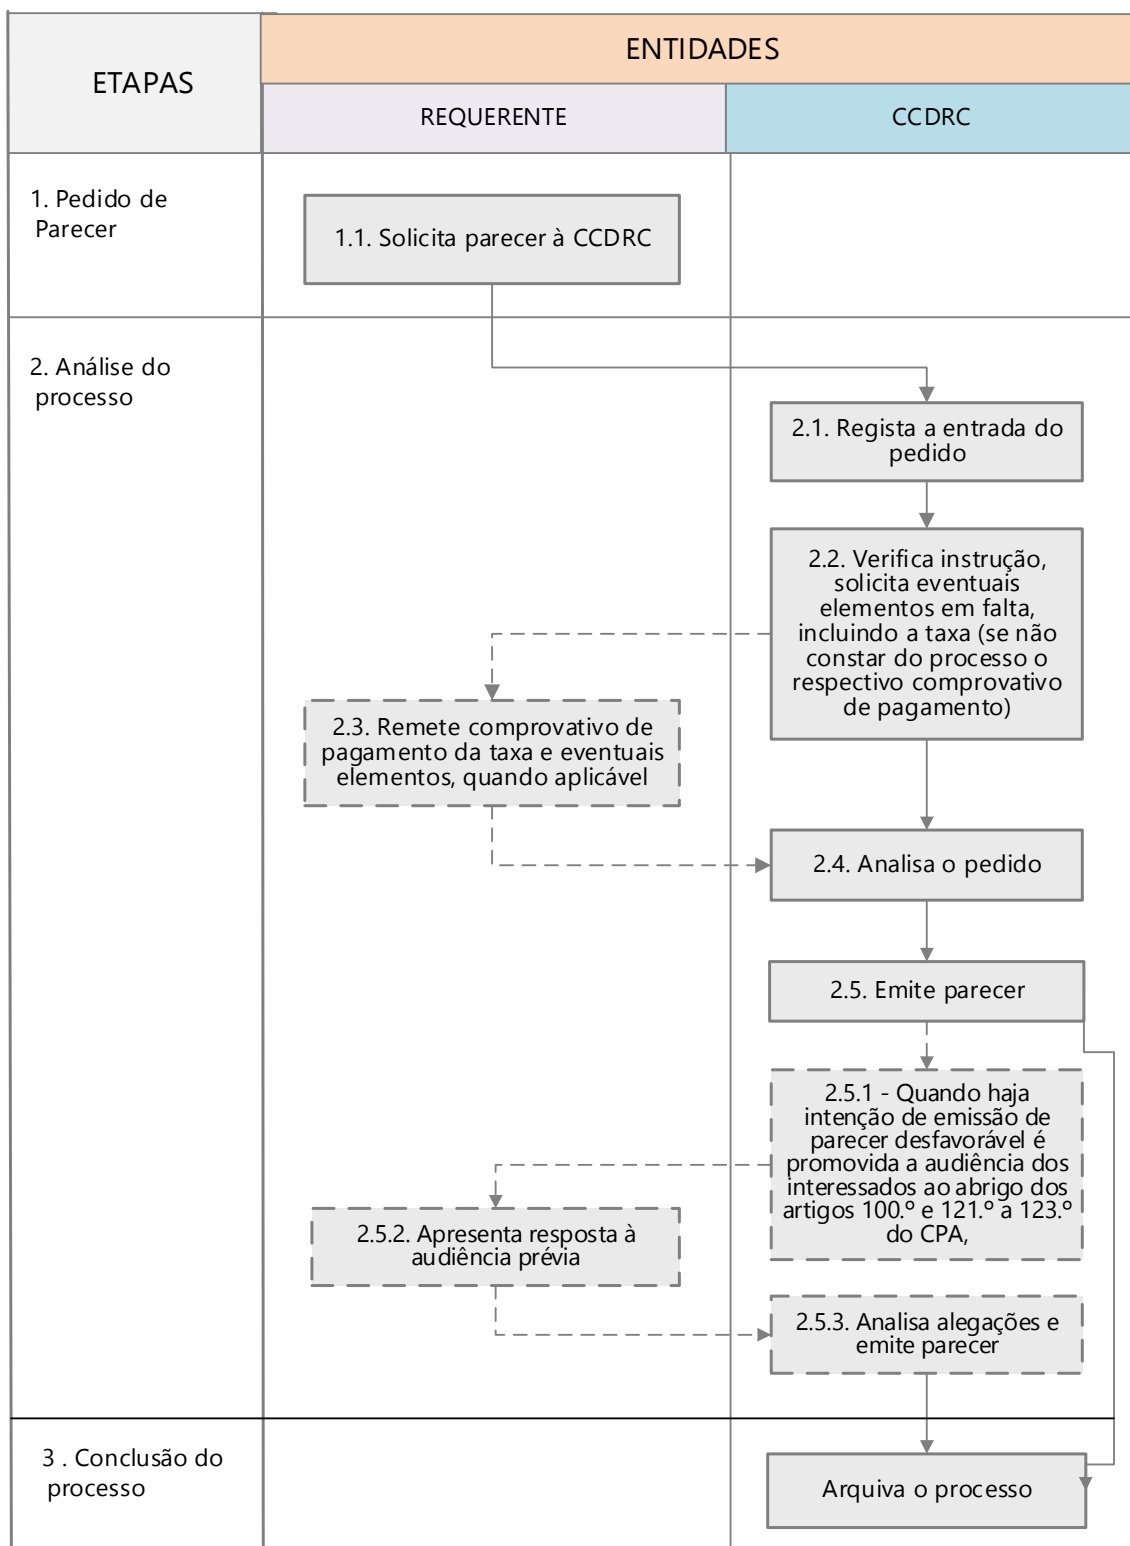 ETAPAS
ENTIDADES
REQUERENTE
CCDRC
1. Pedido de
Parecer
1.1. Solicita parecer à CCDRC
2. Análise do
processo
2.1. Regista a entrada do
pedido
2.2. Verifica instrução,
solicita eventuais
elementos em falta,
incluindo a taxa (se não
constar do processo o
respectivo comprovativo
de pagamento)
2.3. Remete comprovativo de
pagamento da taxa e eventuais
elementos, quando aplicável
2.4. Analisa o pedido
2.5. Emite parecer
2.5.1 - Quando haja
intenção de emissão de
parecer desfavorável é
promovida a audiência dos
interessados ao abrigo dos
artigos 100.º e 121.º a 123.º
do CPA,
2.5.2. Apresenta resposta à
audiência prévia
2.5.3. Analisa alegações e
emite parecer
3 . Conclusão do
processo
Arquiva o processo